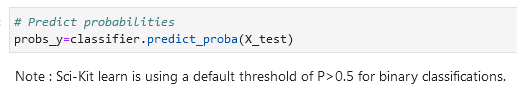 # Predict probabilities
probs_y=classifier.predict_proba(X_test)
Note : Sci-Kit learn is using a default threshold of P>0.5 for binary classifications.